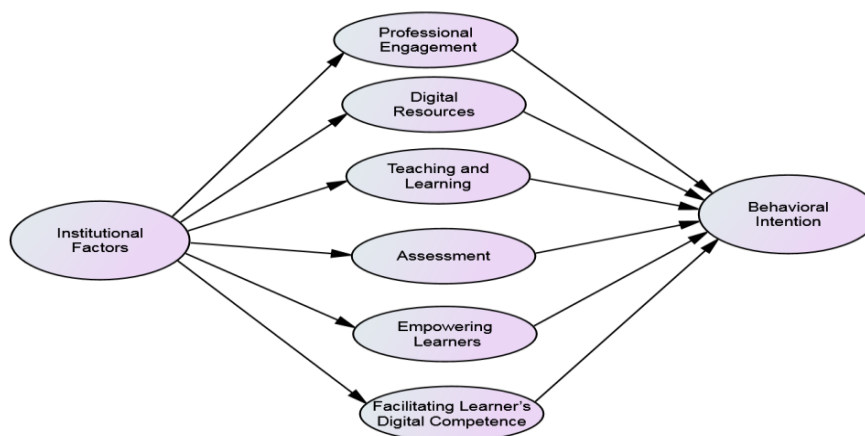 Professional
Engagement
Digital
Resources
Teaching and
Learning
Institutional
Factors
Behavioral
Intention
Assessment
Empowering
Learners
Facilitating Learner's
Digital Competence